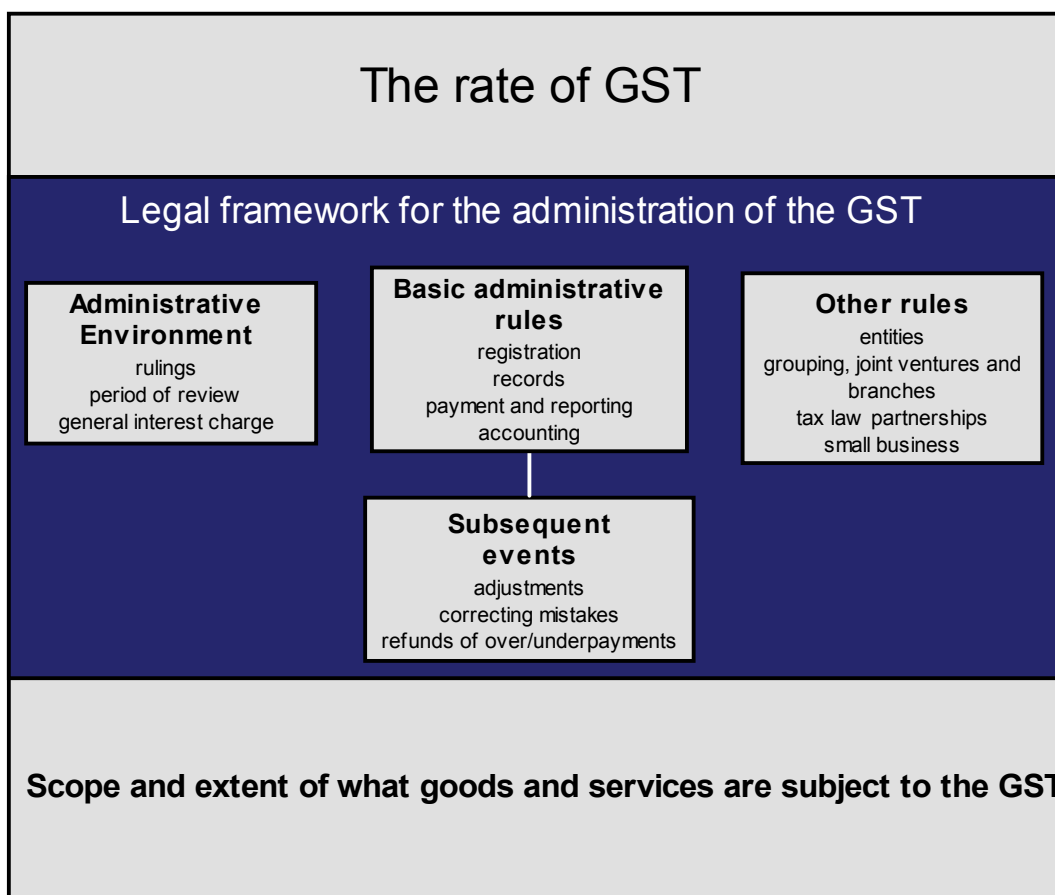 The rate of GST
Legal framework for the administration of the GST
Administrative
Environment
rulings
period of review
general interest charge
Basic administrative
rules
registration
records
payment and reporting
accounting
Other rules
entities
grouping, joint ventures and
branches
tax law partnerships
small business
Subsequent
events
adjustments
correcting mistakes
refunds of over/underpayments
Scope and extent of what goods and services are subject to the GST